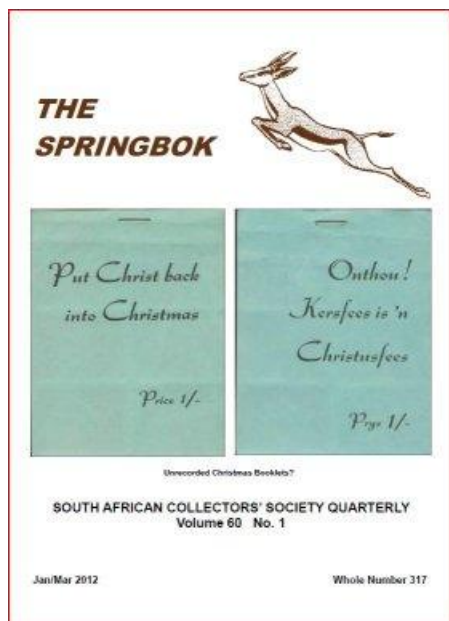 THE
SPRINGBOK
Put Christ back
into Christmas
Price 1/-
Onthou!
Kersfees is 'n
Christusfees
Prys 1/-
Unrecorded Christmas Booklets?
SOUTH AFRICAN COLLECTORS' SOCIETY QUARTERLY
Volume 60 No. 1
Jan/Mar 2012
Whole Number 317